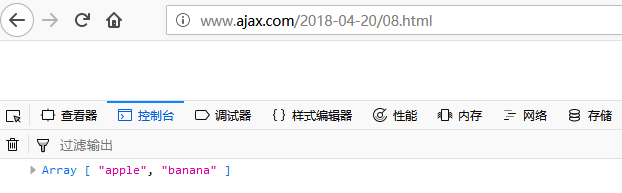 www.ajax.com/2018-04-20/08.html
查看器 控制台 调试器 {} 样式编辑器 性能 内存 网络 存储
过滤输出
Array [ "apple", "banana" ]